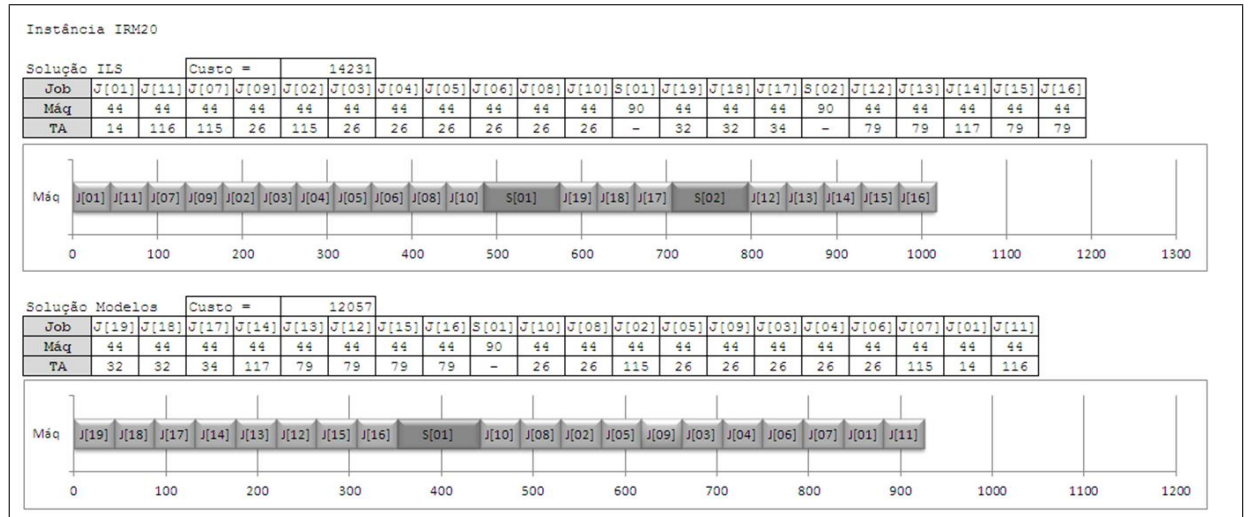 Instância IRM20
Solução ILS Custo = 14231
Job J[01] J[11] J[07] J[09] J[02] J[03] J[04] J[05] J[06] J[08] J[10] S[01] J[19] J[18] J[17] S[02] J[12] J[13] J[14] J[15] J[16]
Máq 44 44 44 44 44 44 44 44 44 44 44 90 44 44 44 90 44 44 44 44 44
TA 14 116 115 26 115 26 26 26 26 26 26 - 32 32 34 - 79 79 117 79 79
Máq J[01] J[11] J[07] J[09] J[02] J[03] J[04] J[05] J[06] J[08] J[10] S[01] J[19] J[18] J[17] S[02] J[12] J[13] J[14] J[15] J[16]
0 100 200 300 400 500 600 700 800 900 1000 1100 1200 1300
Solução Modelos Custo = 12057
Job J[19] J[18] J[17] J[14] J[13] J[12] J[15] J[16] S[01] J[10] J[08] J[02] J[05] J[09] J[03] J[04] J[06] J[07] J[01] J[11]
Máq 44 44 44 44 44 44 44 44 90 44 44 44 44 44 44 44 44 44 44 44
TA 32 32 34 117 79 79 79 79 - 26 26 115 26 26 26 26 26 115 14 116
Máq J[19] J[18] J[17] J[14] J[13] J[12] J[15] J[16] S[01] J[10] J[08] J[02] J[05] J[09] J[03] J[04] J[06] J[07] J[01] J[11]
0 100 200 300 400 500 600 700 800 900 1000 1100 1200